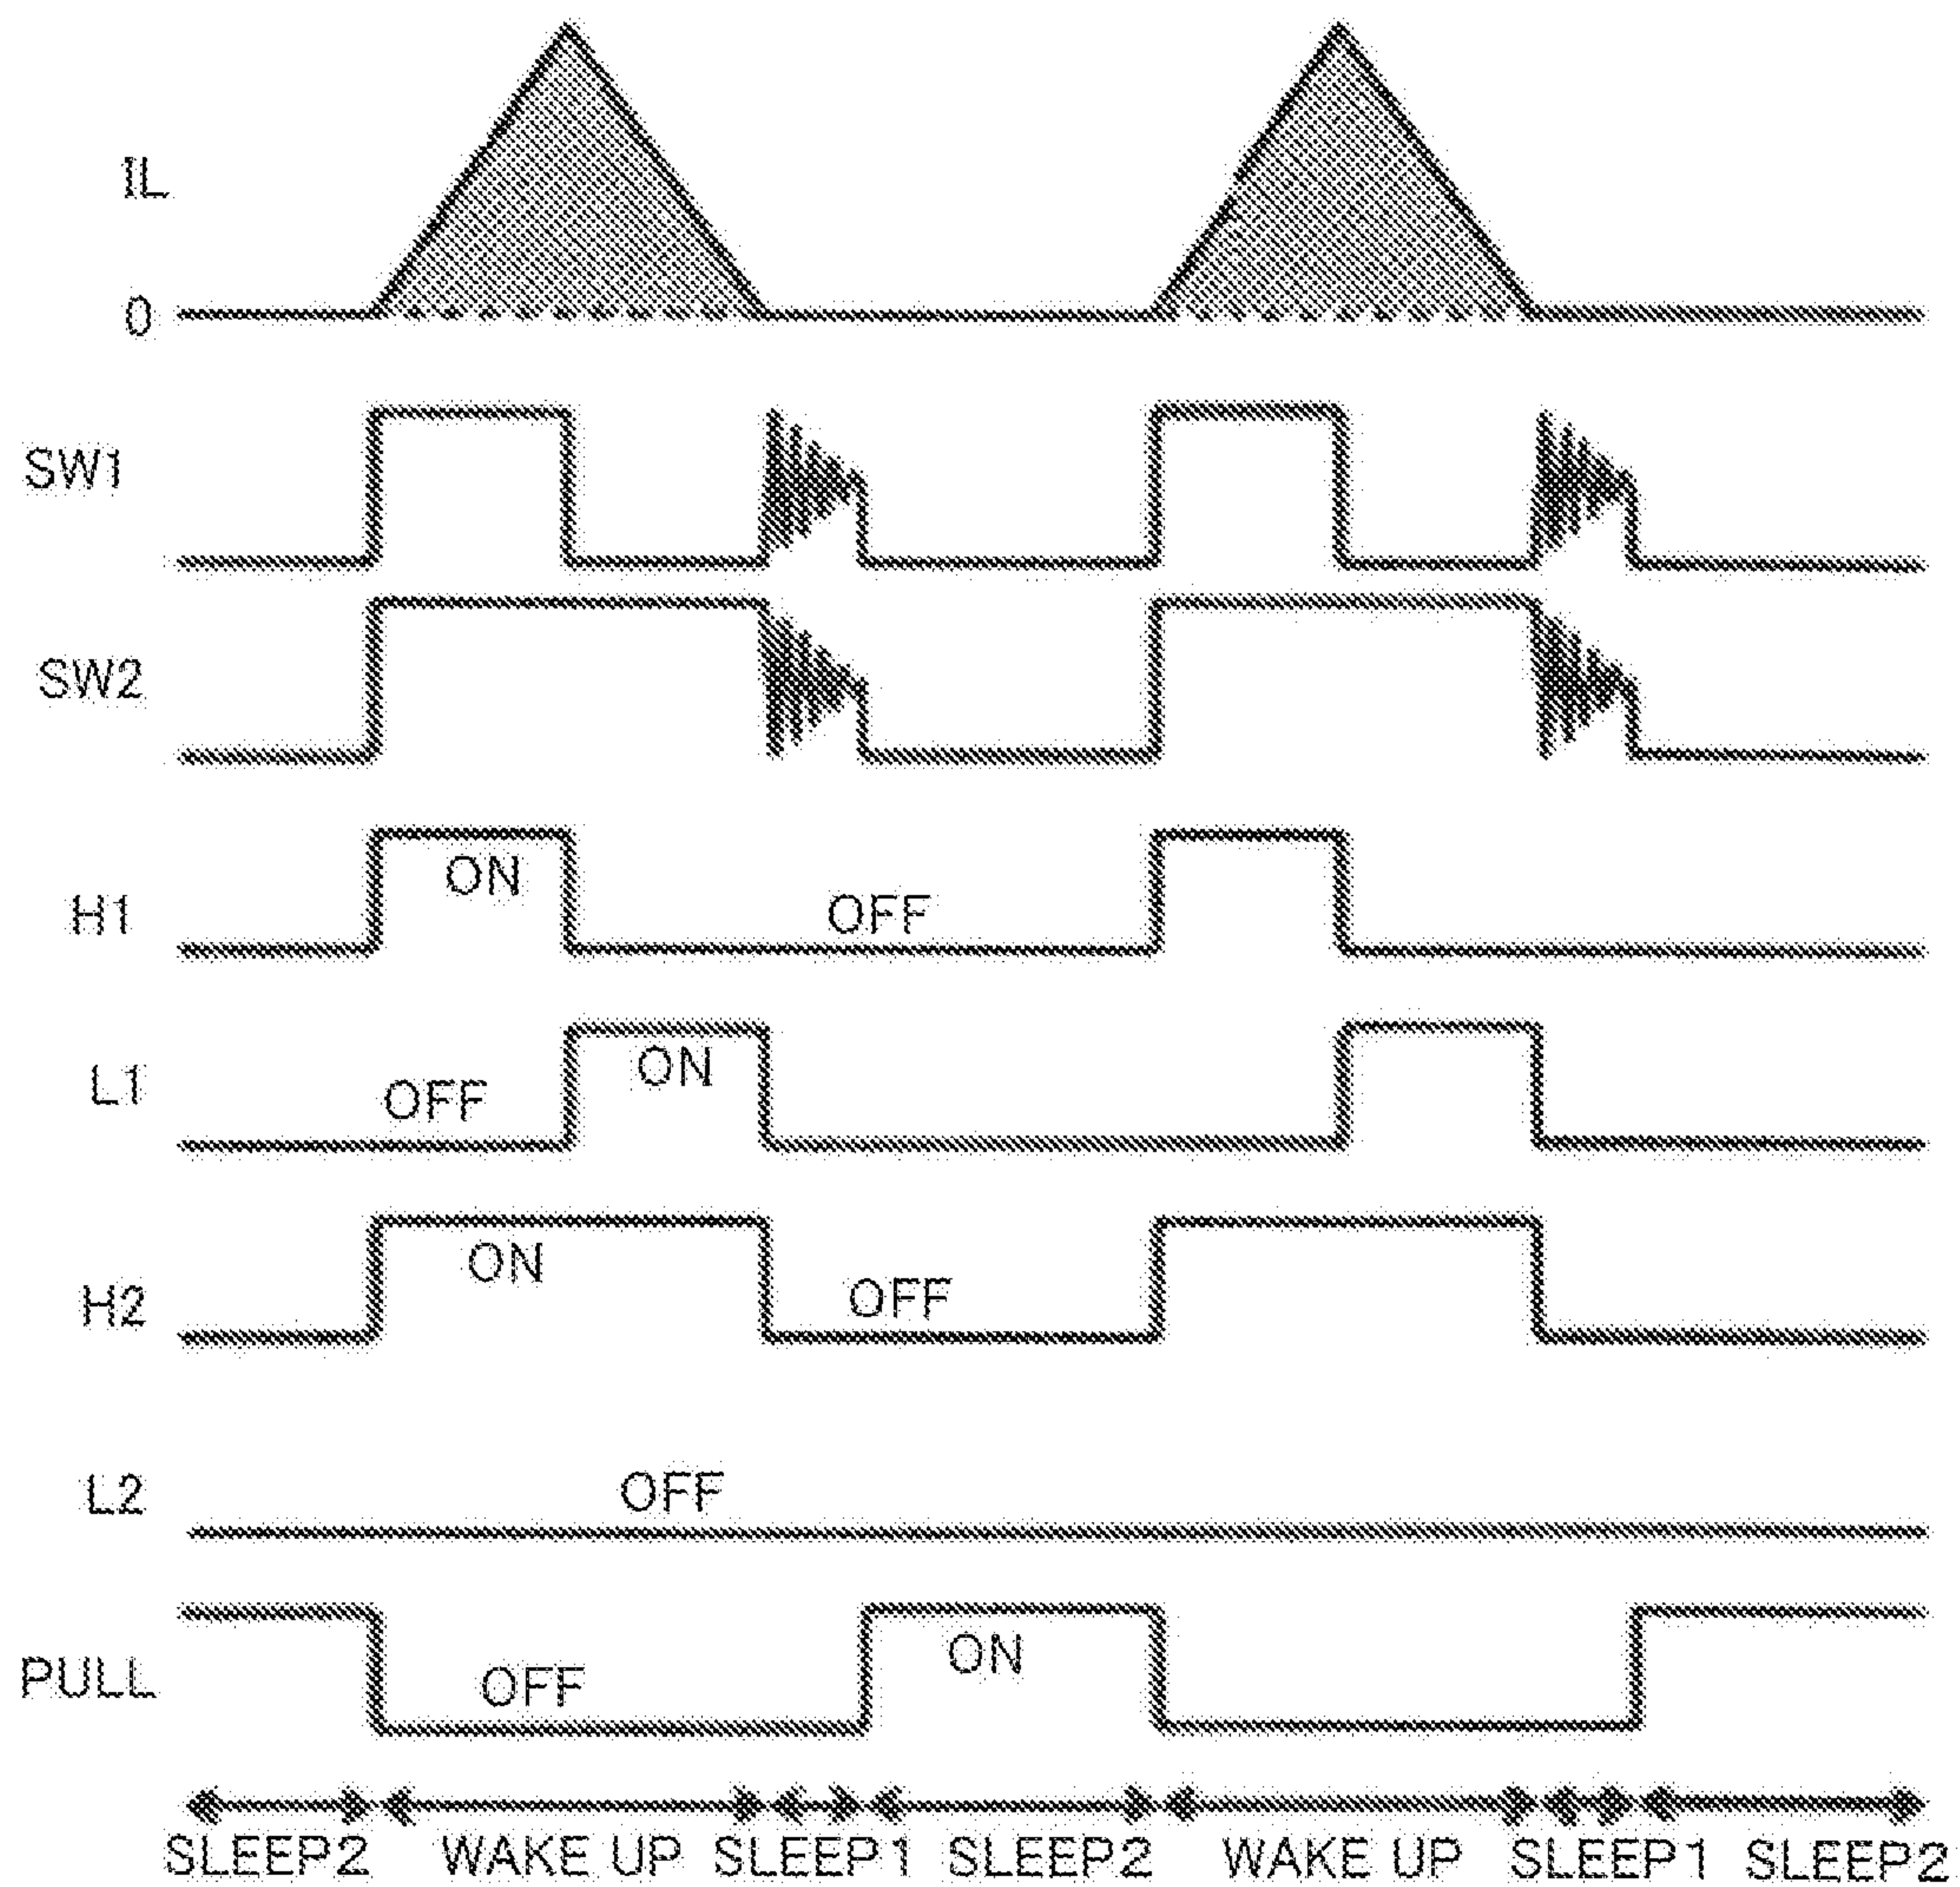 IL
0
SW1
SW2
H1
ON
OFF
L1
OFF
ON
H2
ON
OFF
L2
OFF
PULL
OFF
ON
SLEEP2 WAKE UP SLEEP1 SLEEP2 WAKE UP SLEEP1 SLEEP2